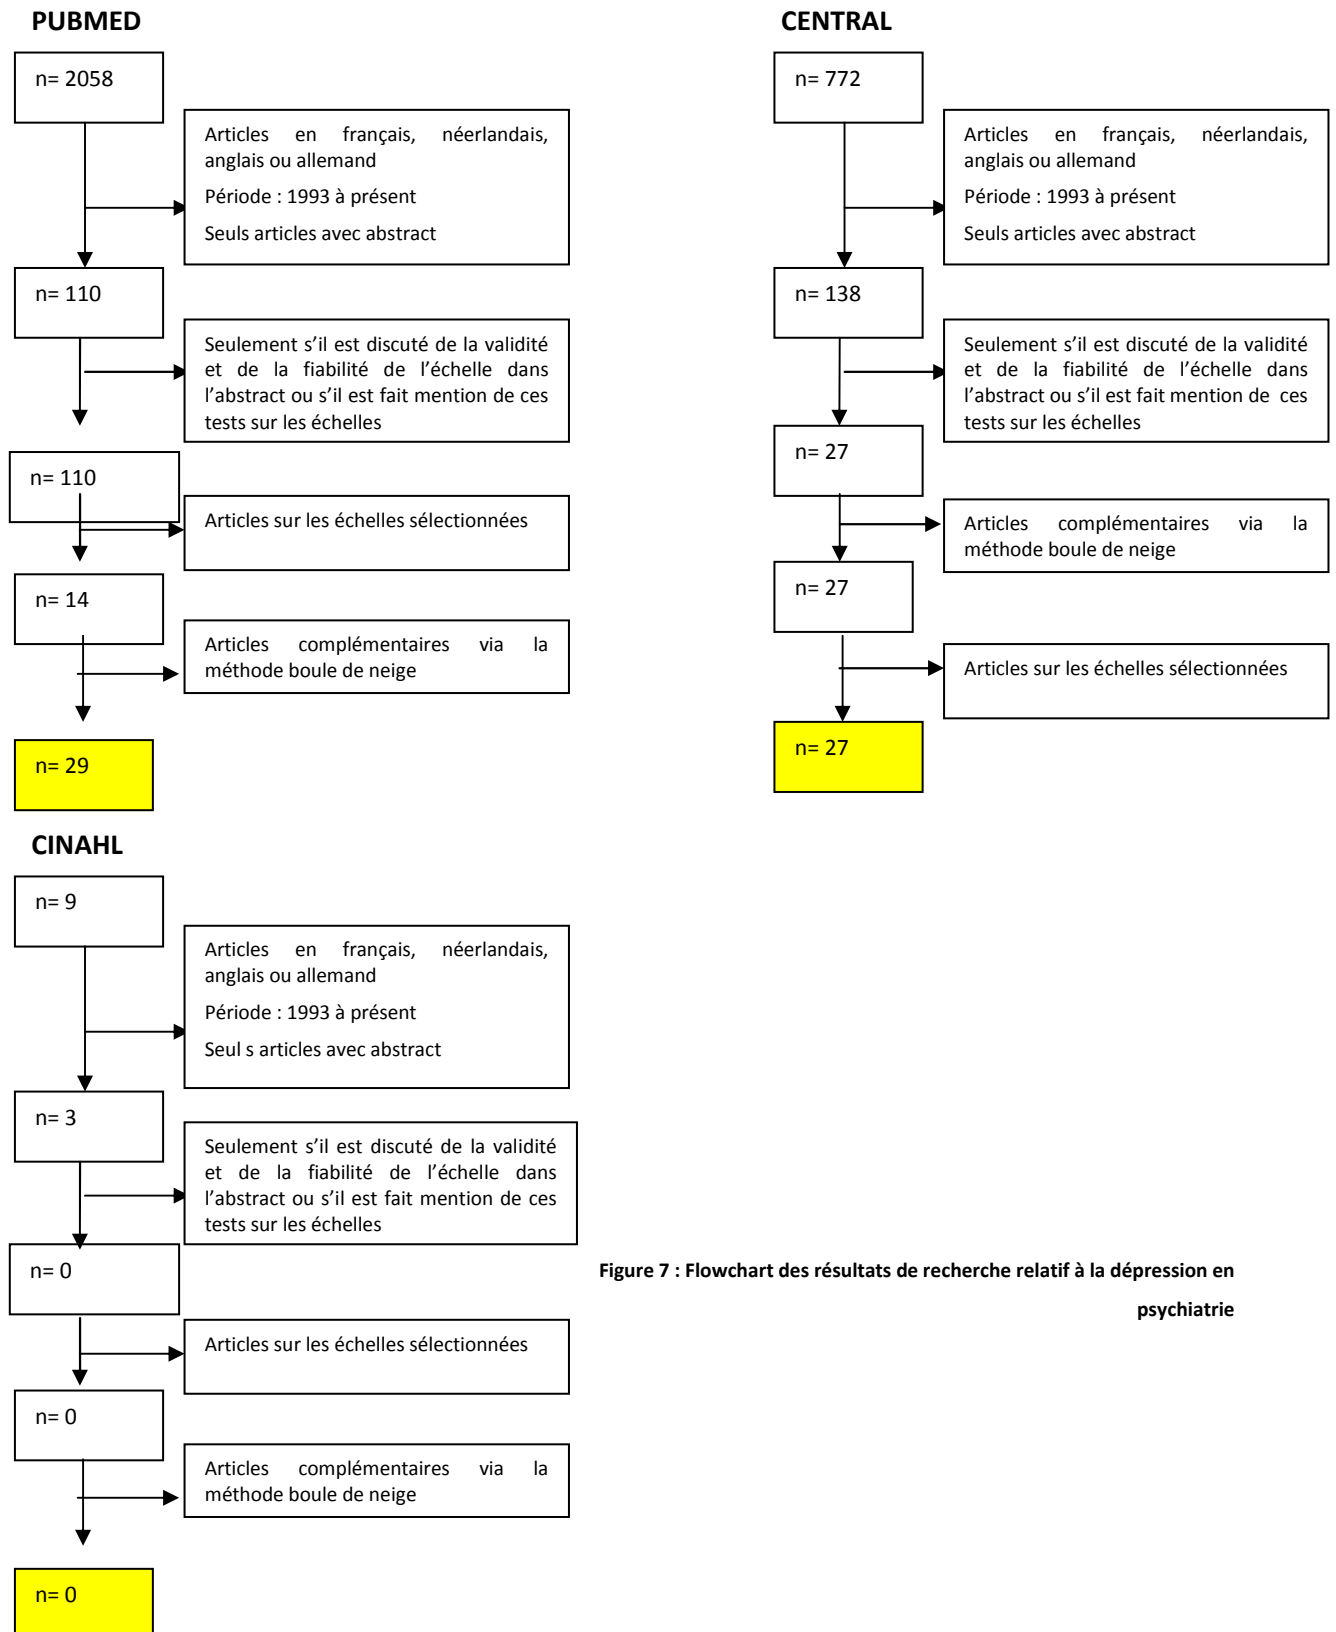 PUBMED
n= 2058
Articles en français, néerlandais,
anglais ou allemand
Période : 1993 à présent
Seuls articles avec abstract
n= 110
Seulement s’il est discuté de la validité
et de la fiabilité de l’échelle dans
l’abstract ou s’il est fait mention de ces
tests sur les échelles
n= 110
Articles sur les échelles sélectionnées
n= 14
Articles complémentaires via la
méthode boule de neige
n= 29
CENTRAL
n= 772
Articles en français, néerlandais,
anglais ou allemand
Période : 1993 à présent
Seuls articles avec abstract
n= 138
Seulement s’il est discuté de la validité
et de la fiabilité de l’échelle dans
l’abstract ou s’il est fait mention de ces
tests sur les échelles
n= 27
Articles complémentaires via la
méthode boule de neige
n= 27
Articles sur les échelles sélectionnées
n= 27
CINAHL
n= 9
Articles en français, néerlandais,
anglais ou allemand
Période : 1993 à présent
Seul s articles avec abstract
n= 3
Seulement s’il est discuté de la validité
et de la fiabilité de l’échelle dans
l’abstract ou s’il est fait mention de ces
tests sur les échelles
n= 0
Articles sur les échelles sélectionnées
n= 0
Articles complémentaires via la
méthode boule de neige
n= 0
Figure 7 : Flowchart des résultats de recherche relatif à la dépression en
psychiatrie